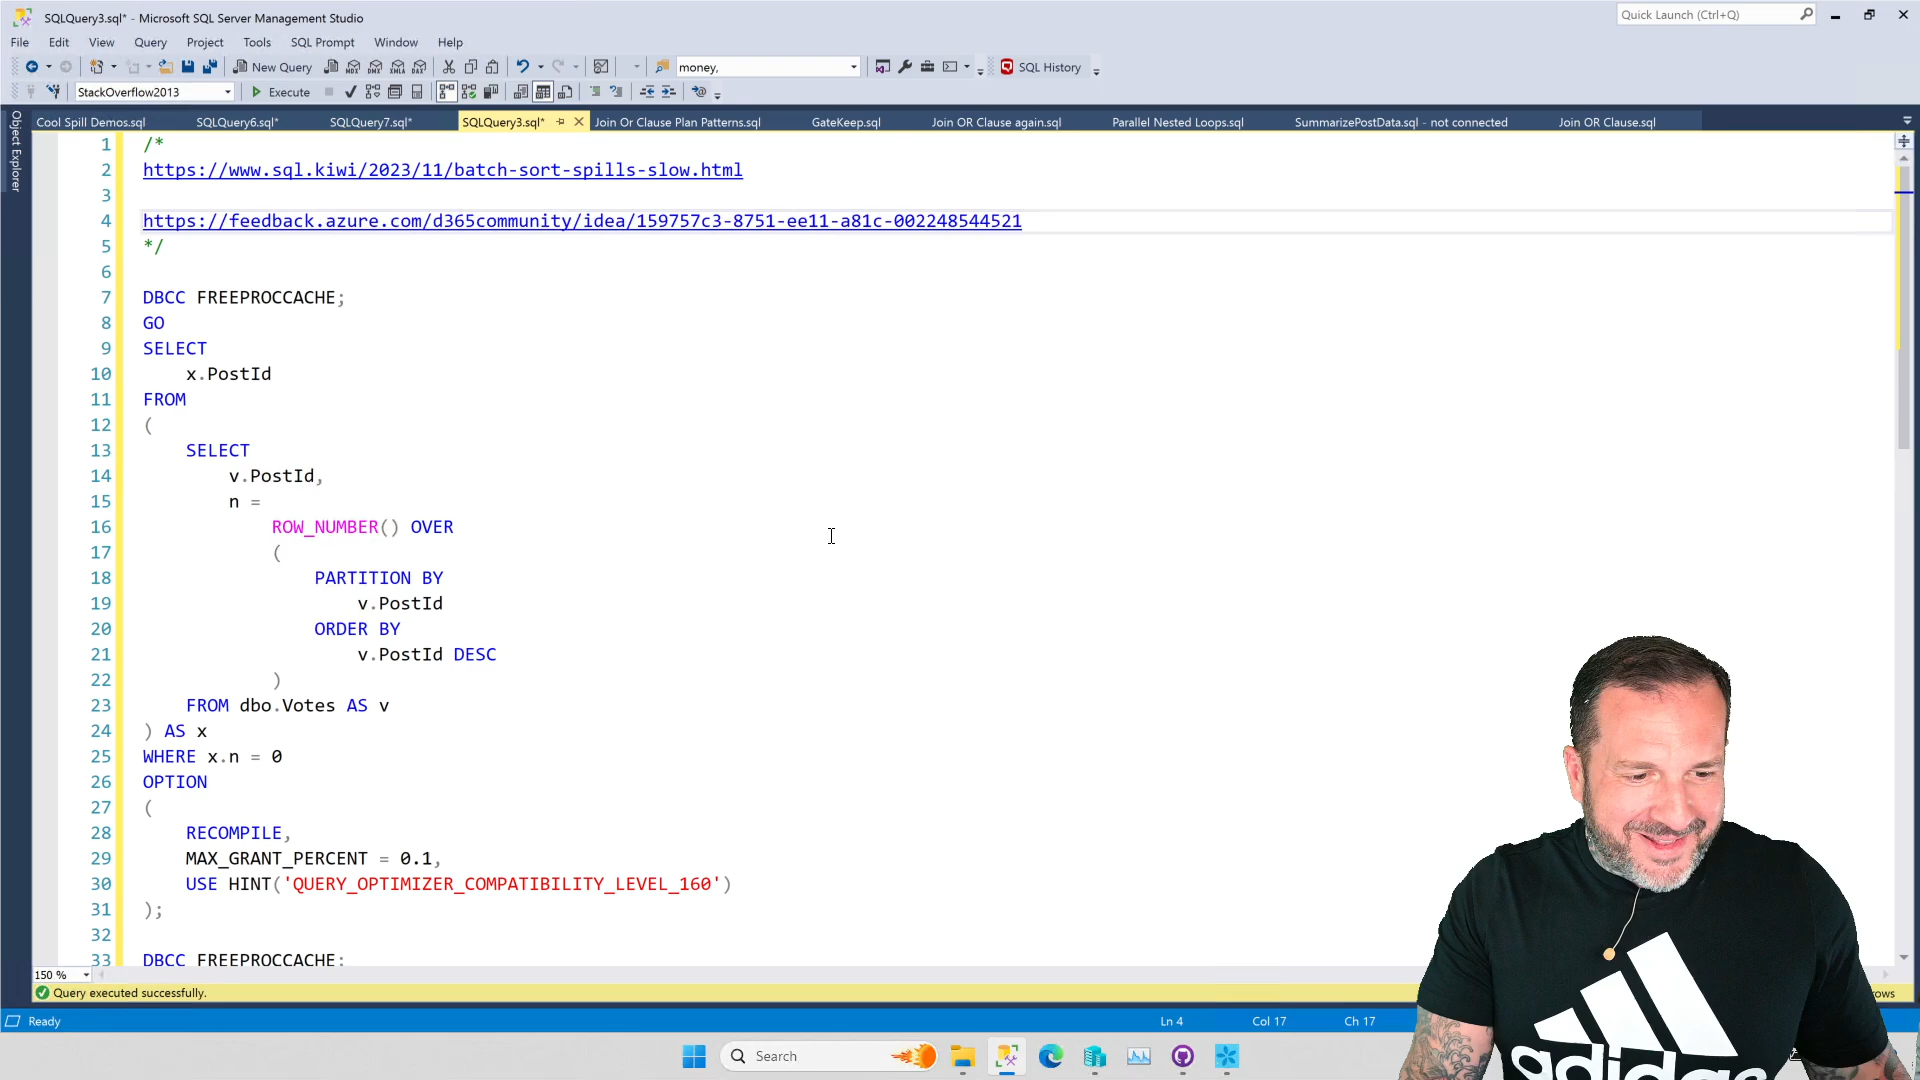 SQLQuery3.sql* - Microsoft SQL Server Management Studio
Quick Launch (Ctrl+Q)
File Edit View Query Project Tools SQL Prompt Window Help
New Query
money,
SQL History
StackOverflow2013
Execute
Cool Spill Demos.sql SQLQuery6.sql* SQLQuery7.sql* SQLQuery3.sql* Join Or Clause Plan Patterns.sql GateKeep.sql Join OR Clause again.sql Parallel Nested Loops.sql SummarizePostData.sql - not connected Join OR Clause.sql
Object Explorer
1 /*
2 https://www.sql.kiwi/2023/11/batch-sort-spills-slow.html
3
4 https://feedback.azure.com/d365community/idea/159757c3-8751-ee11-a81c-002248544521
5 */
6
7 DBCC FREEPROCCACHE;
8 GO
9 SELECT
10 x.PostId
11 FROM
12 (
13 SELECT
14 v.PostId,
15 n =
16 ROW_NUMBER() OVER
17 (
18 PARTITION BY
19 v.PostId
20 ORDER BY
21 v.PostId DESC
22 )
23 FROM dbo.Votes AS v
24 ) AS x
25 WHERE x.n = 0
26 OPTION
27 (
28 RECOMPILE,
29 MAX_GRANT_PERCENT = 0.1,
30 USE HINT('QUERY_OPTIMIZER_COMPATIBILITY_LEVEL_160')
31 );
32
33 DBCC FREEPROCCACHE;
150 %
Query executed successfully. rows
Ready Ln 4 Col 17 Ch 17
Search
adidas